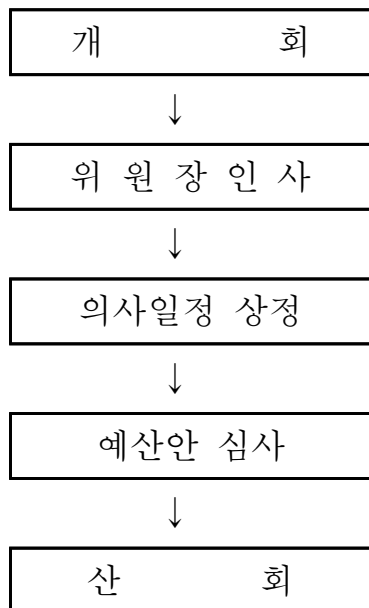 개 회
↓
위 원 장 인 사
↓
의사일정 상정
↓
예산안 심사
↓
산 회